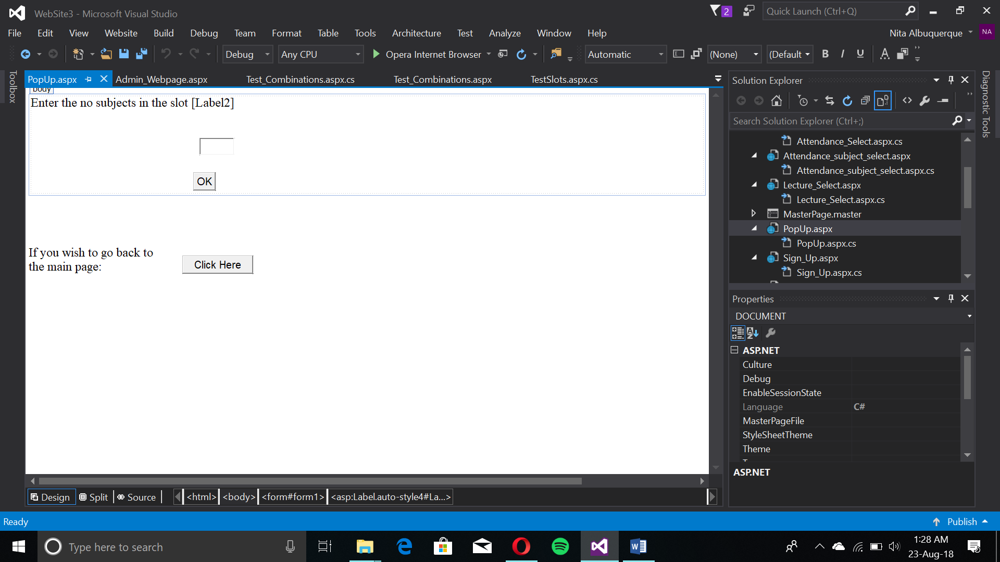 WebSite3 - Microsoft Visual Studio
2
Quick Launch (Ctrl+Q)
File Edit View Website Build Debug Team Format Table Tools Architecture Test Analyze Window Help
Nita Albuquerque
NA
Debug
Any CPU
Opera Internet Browser
Automatic
(None)
(Default
B I U A
Toolbox
PopUp.aspx
Admin_Webpage.aspx
Test_Combinations.aspx.cs
Test_Combinations.aspx
TestSlots.aspx.cs
body
Enter the no subjects in the slot [Label2]
OK
If you wish to go back to
the main page:
Click Here
Design
Split
Source
<html>
<body>
<form#form1>
<asp:Label.auto-style4#La...>
Solution Explorer
Search Solution Explorer (Ctrl+;)
Attendance_Select.aspx.cs
Attendance_subject_select.aspx
Attendance_subject_select.aspx.cs
Lecture_Select.aspx
Lecture_Select.aspx.cs
MasterPage.master
PopUp.aspx
PopUp.aspx.cs
Sign_Up.aspx
Sign_Up.aspx.cs
Properties
DOCUMENT
ASP.NET
Culture
Debug
EnableSessionState
Language C#
MasterPageFile
StyleSheetTheme
Theme
ASP.NET
Diagnostic Tools
Ready
Publish
Type here to search
1:28 AM
23-Aug-18